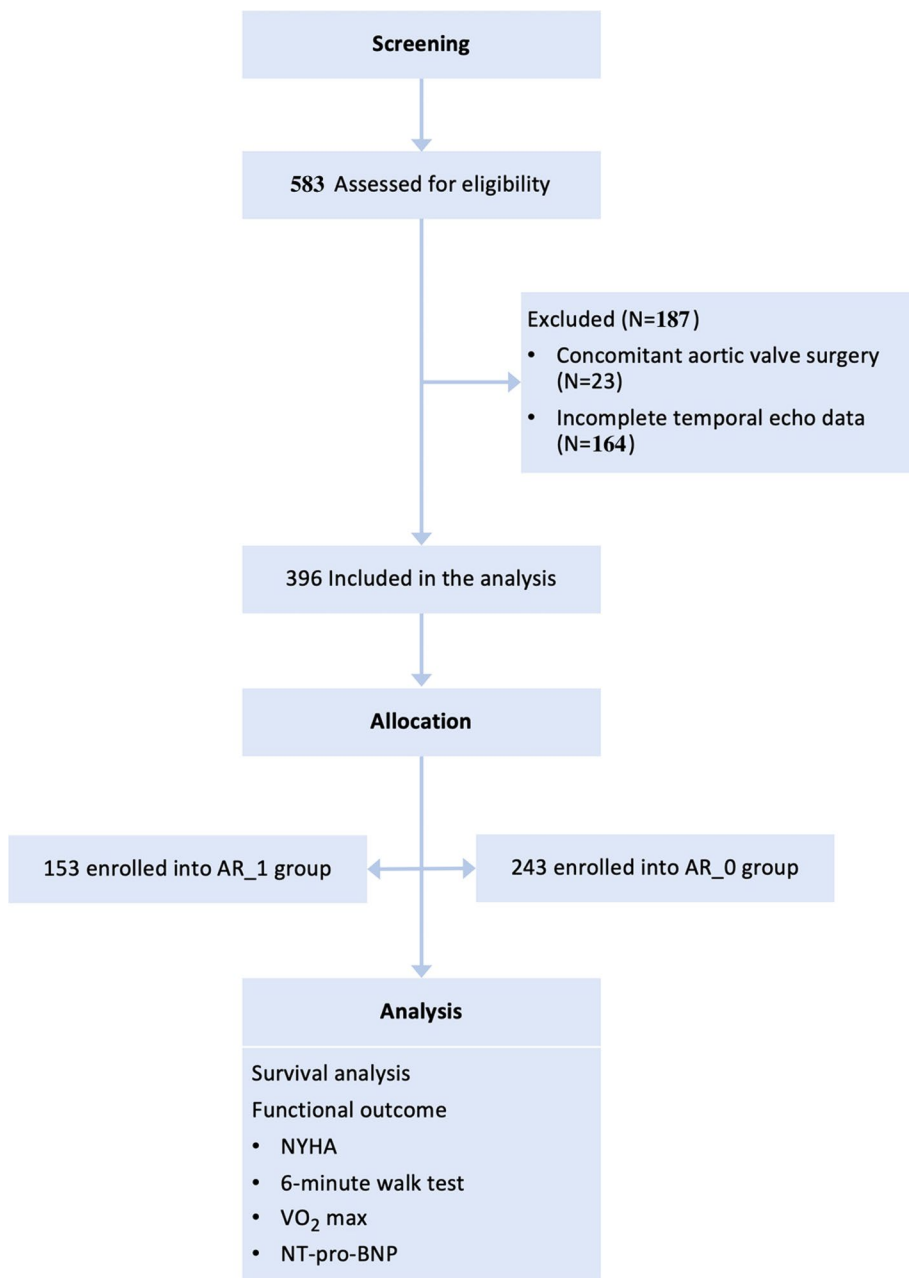 Screening
583 Assessed for eligibility
Excluded (N=187)
• Concomitant aortic valve surgery
(N=23)
• Incomplete temporal echo data
(N=164)
396 Included in the analysis
Allocation
153 enrolled into AR_1 group
243 enrolled into AR_0 group
Analysis
Survival analysis
Functional outcome
• NYHA
• 6-minute walk test
• VO₂ max
• NT-pro-BNP